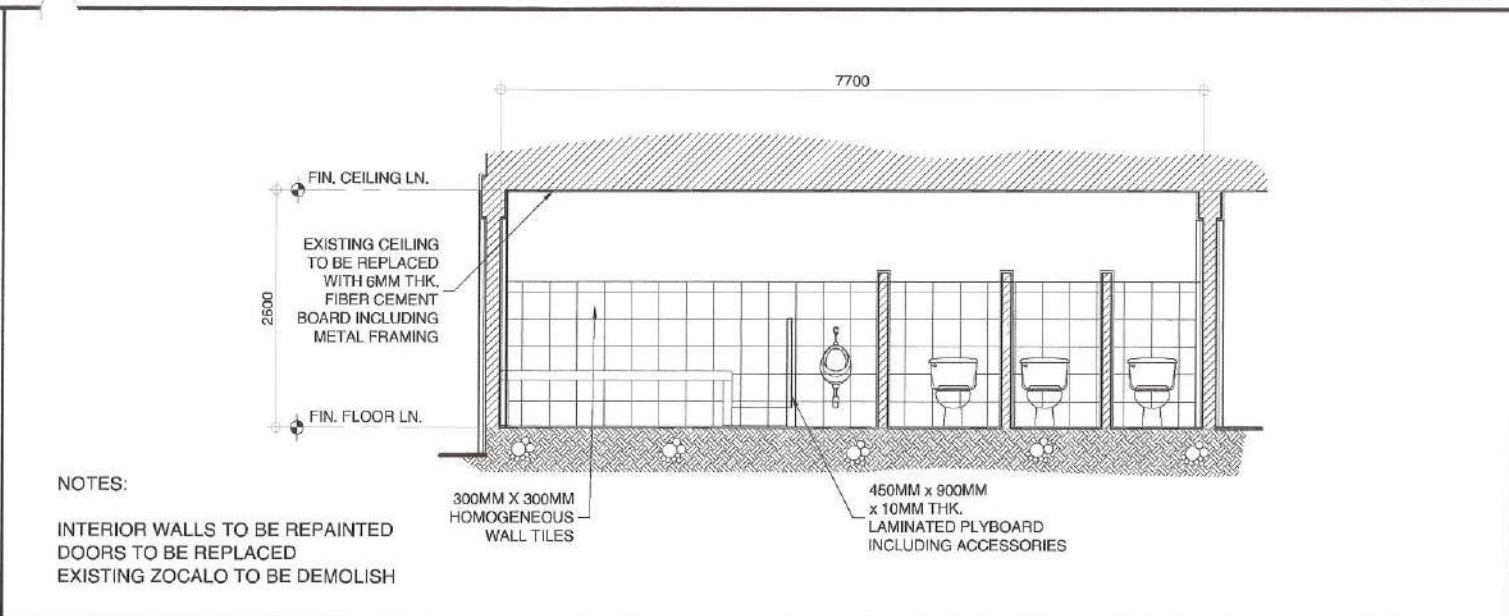 7700
FIN. CEILING LN.
EXISTING CEILING
TO BE REPLACED
WITH 6MM THK.
FIBER CEMENT
BOARD INCLUDING
METAL FRAMING
2600
FIN. FLOOR LN.
NOTES:
INTERIOR WALLS TO BE REPAINTED
DOORS TO BE REPLACED
EXISTING ZOCALO TO BE DEMOLISH
300MM X 300MM
HOMOGENEOUS
WALL TILES
450MM x 900MM
x 10MM THK.
LAMINATED PLYBOARD
INCLUDING ACCESSORIES